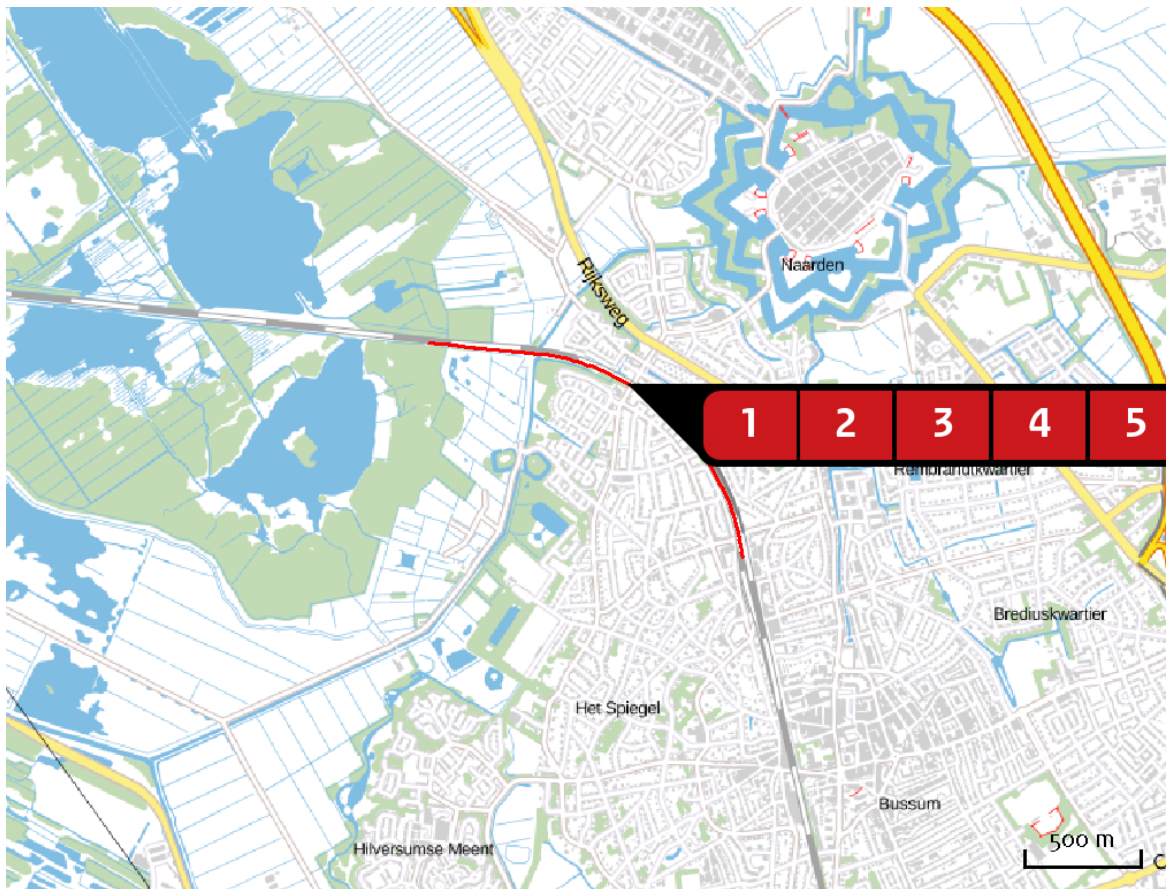 Rijksweg
Naarden
1 2 3 4 5
Rembrandtkwartier
Brediuskwartier
Het Spiegel
Bussum
Hilversumse Meent
500 m